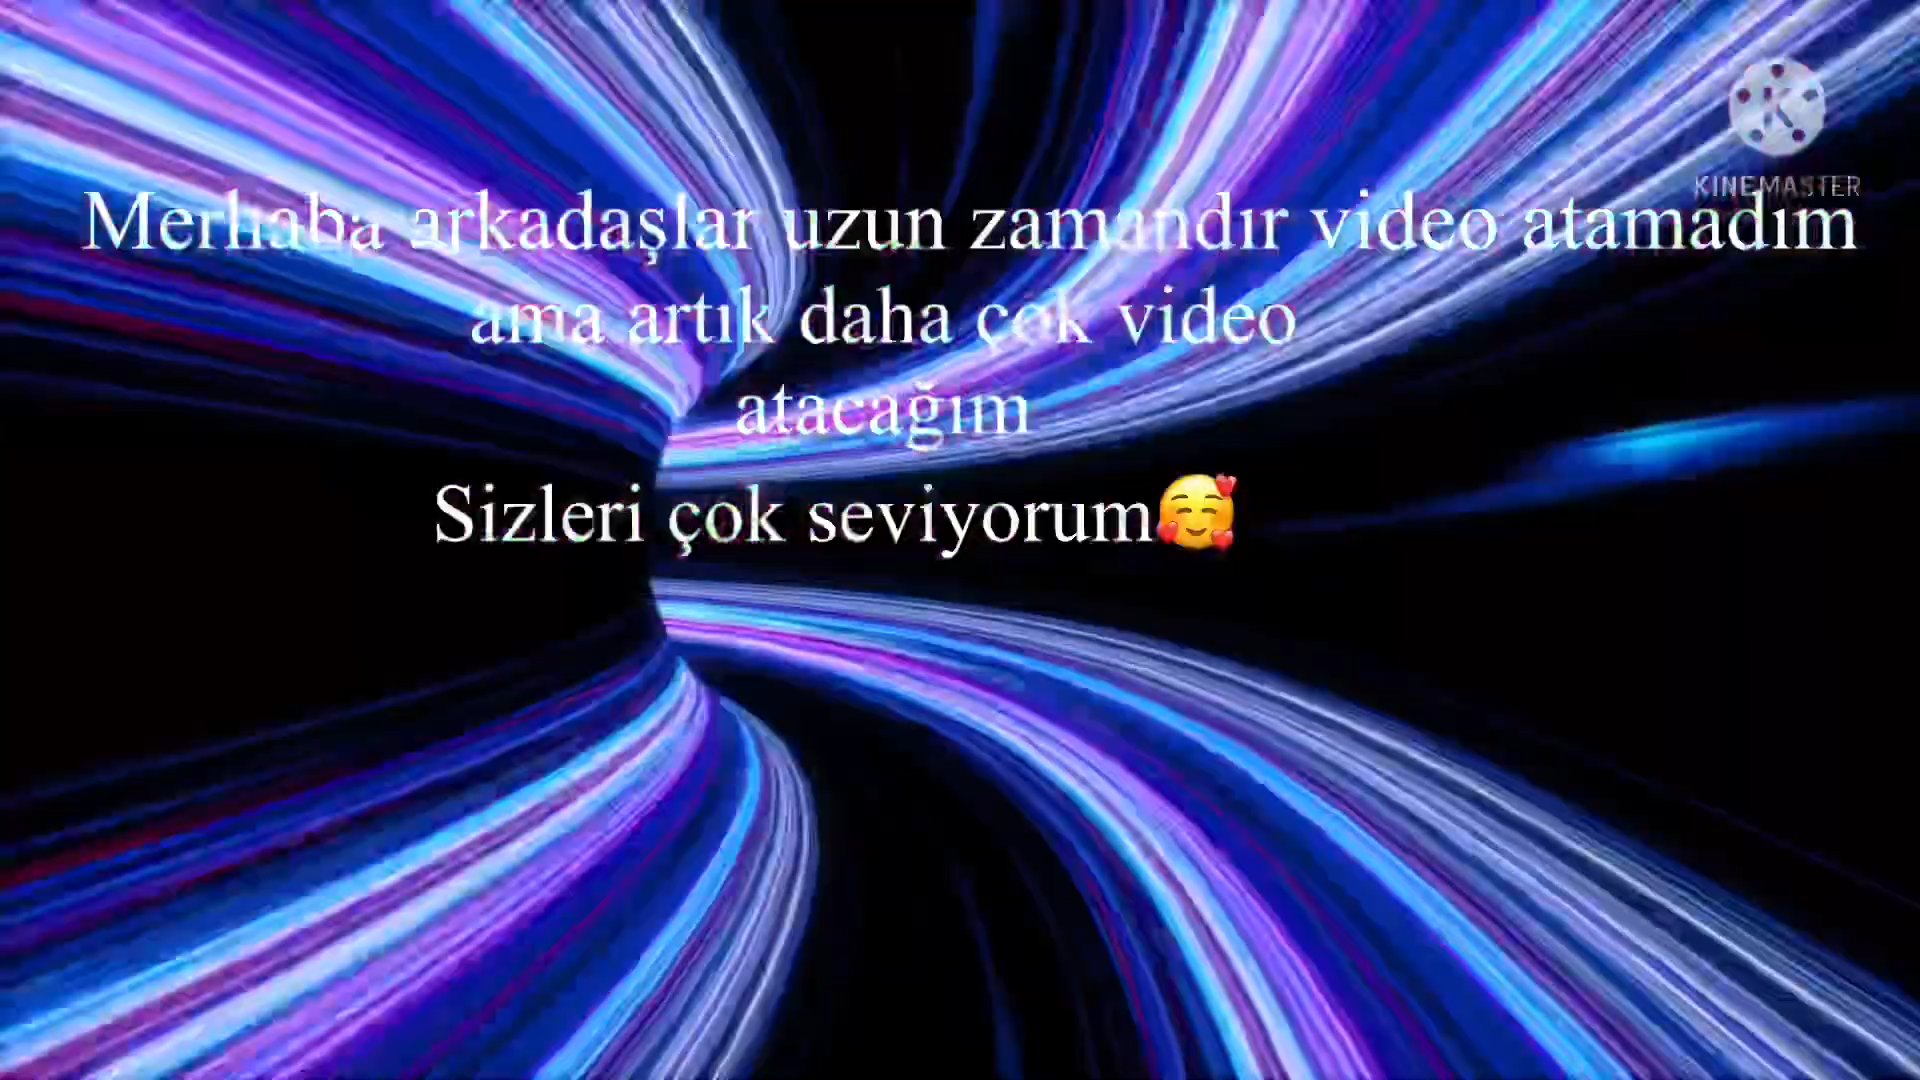 KINEMASTER
Merhaba arkadaşlar uzun zamandır video atamadım
ama artık daha çok video
atacağım
Sizleri çok seviyorum🥰